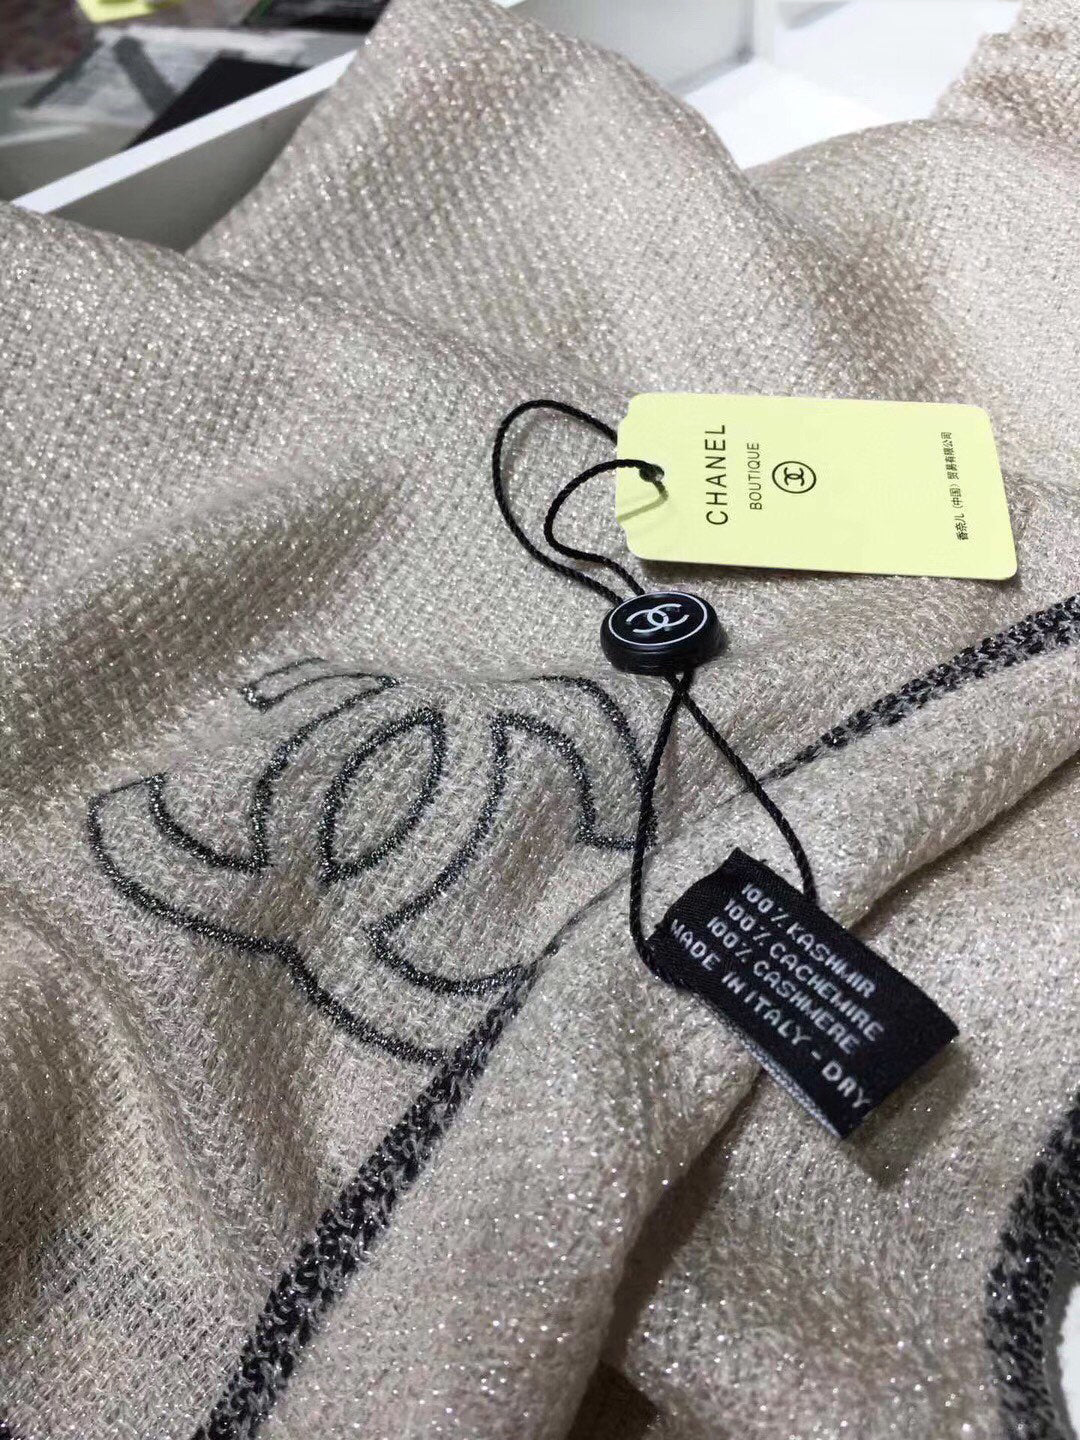 CHANEL
BOUTIQUE
香奈儿（中国）贸易有限公司
100% KASHMIR
100% CACHEMIRE
100% CASHMERE
MADE IN ITALY - DRY